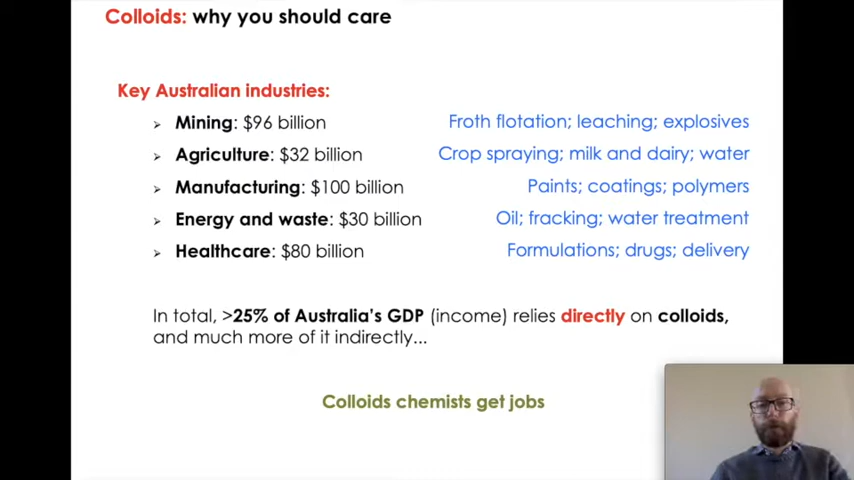 Colloids: why you should care
Key Australian industries:
Mining: $96 billion Froth flotation; leaching; explosives
Agriculture: $32 billion Crop spraying; milk and dairy; water
Manufacturing: $100 billion Paints; coatings; polymers
Energy and waste: $30 billion Oil; fracking; water treatment
Healthcare: $80 billion Formulations; drugs; delivery
In total, >25% of Australia's GDP (income) relies directly on colloids,
and much more of it indirectly...
Colloids chemists get jobs